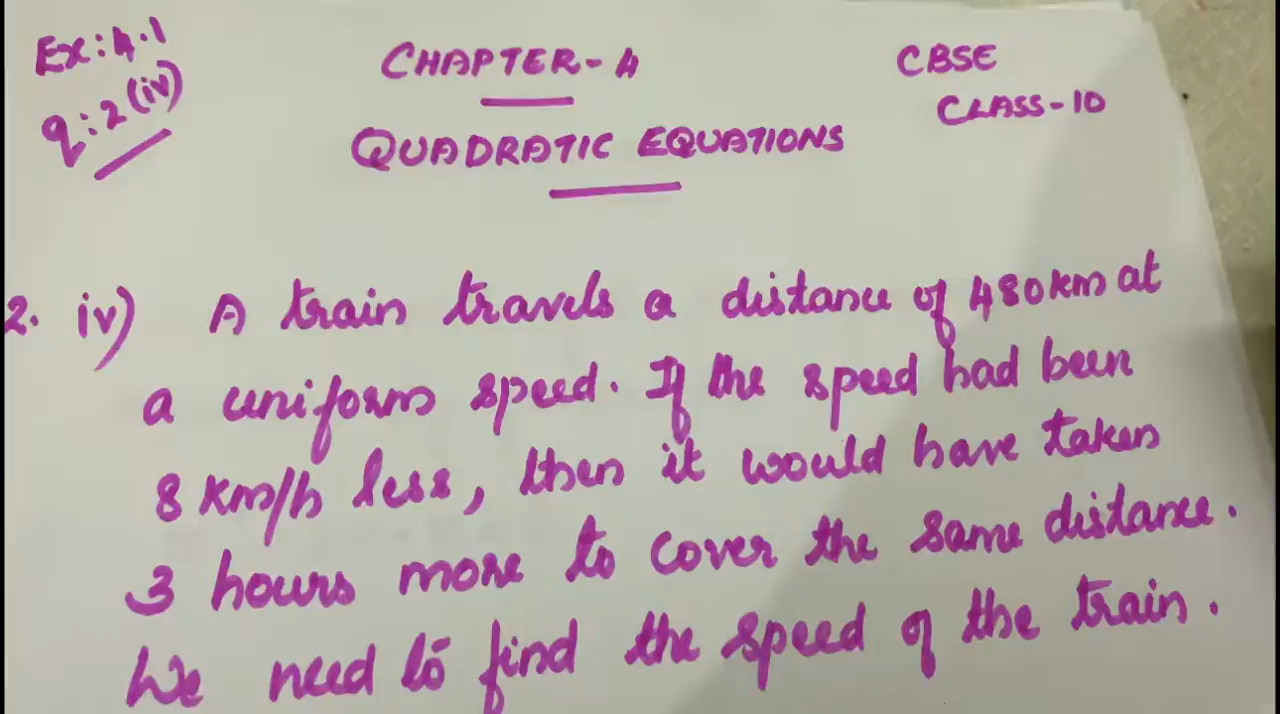 Ex: 4.1
q: 2 (iv)
CHAPTER - 4
QUADRATIC EQUATIONS
CBSE
CLASS - 10
2. iv) A train travels a distance of 480 km at
a uniform speed. If the speed had been
8 km/h less, then it would have taken
3 hours more to cover the same distance.
We need to find the speed of the train.